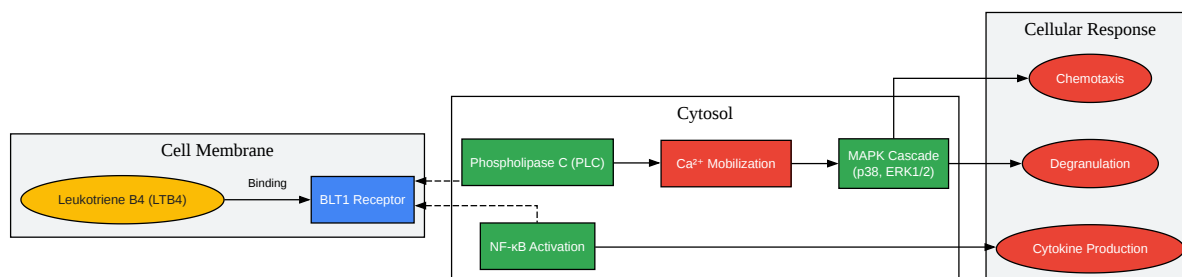 Cellular Response
Chemotaxis
Cytosol
Cell Membrane
Phospholipase C (PLC)
Ca²⁺ Mobilization
MAPK Cascade
(p38, ERK1/2)
Degranulation
Binding
Leukotriene B4 (LTB4)
BLT1 Receptor
NF-κB Activation
Cytokine Production